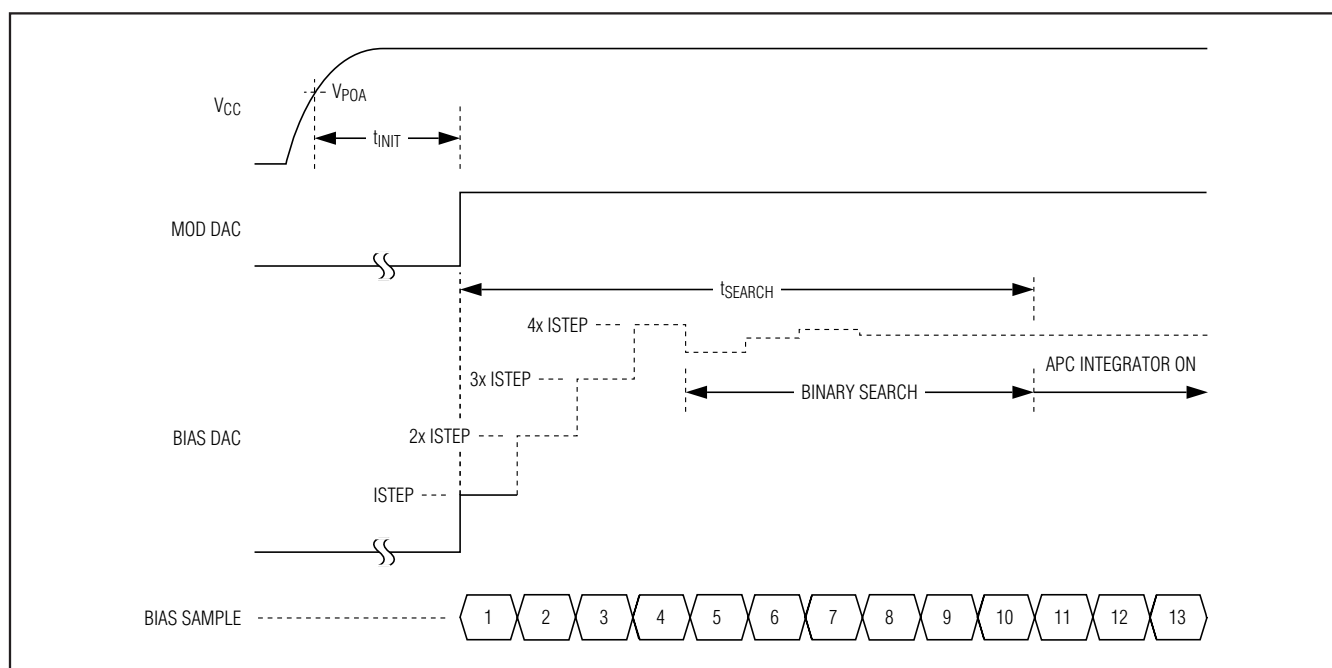 VCC
VPOA
tINIT
MOD DAC
tSEARCH
4x ISTEP
APC INTEGRATOR ON
3x ISTEP
BINARY SEARCH
2x ISTEP
BIAS DAC
ISTEP
BIAS SAMPLE 1 2 3 4 5 6 7 8 9 10 11 12 13